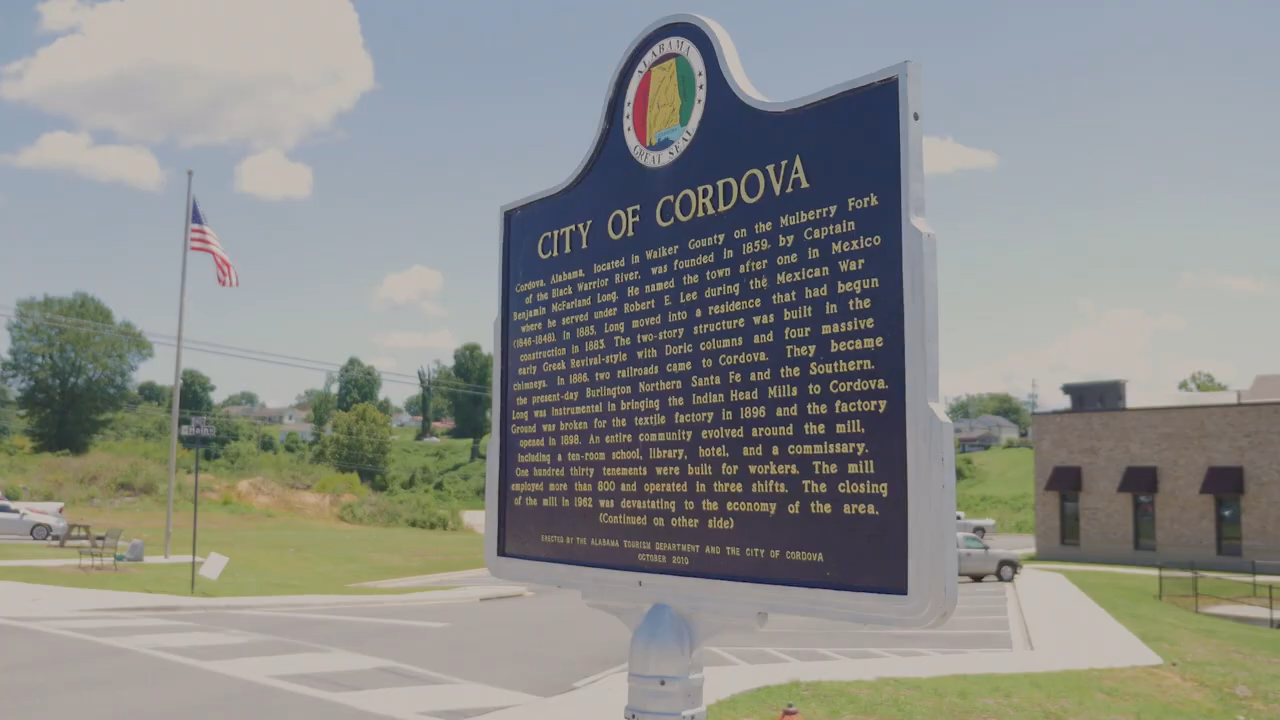 ALABAMA
GREAT SEAL
CITY OF CORDOVA
Cordova, Alabama, located in Walker County on the Mulberry Fork
of the Black Warrior River, was founded in 1859, by Captain
Benjamin McFarland Long. He named the town after one in Mexico
where he served under Robert E. Lee during the Mexican War
(1846-1848). In 1885, Long moved into a residence that had begun
construction in 1883. The two-story structure was built in the
early Greek Revival-style with Doric columns and four massive
chimneys. In 1886, two railroads came to Cordova. They became
the present-day Burlington Northern Santa Fe and the Southern.
Long was instrumental in bringing the Indian Head Mills to Cordova.
Ground was broken for the textile factory in 1896 and the factory
opened in 1898. An entire community evolved around the mill,
including a ten-room school, library, hotel, and a commissary.
One hundred thirty tenements were built for workers. The mill
employed more than 800 and operated in three shifts. The closing
of the mill in 1962 was devastating to the economy of the area.
(Continued on other side)
ERECTED BY THE ALABAMA TOURISM DEPARTMENT AND THE CITY OF CORDOVA
OCTOBER 2010
Main